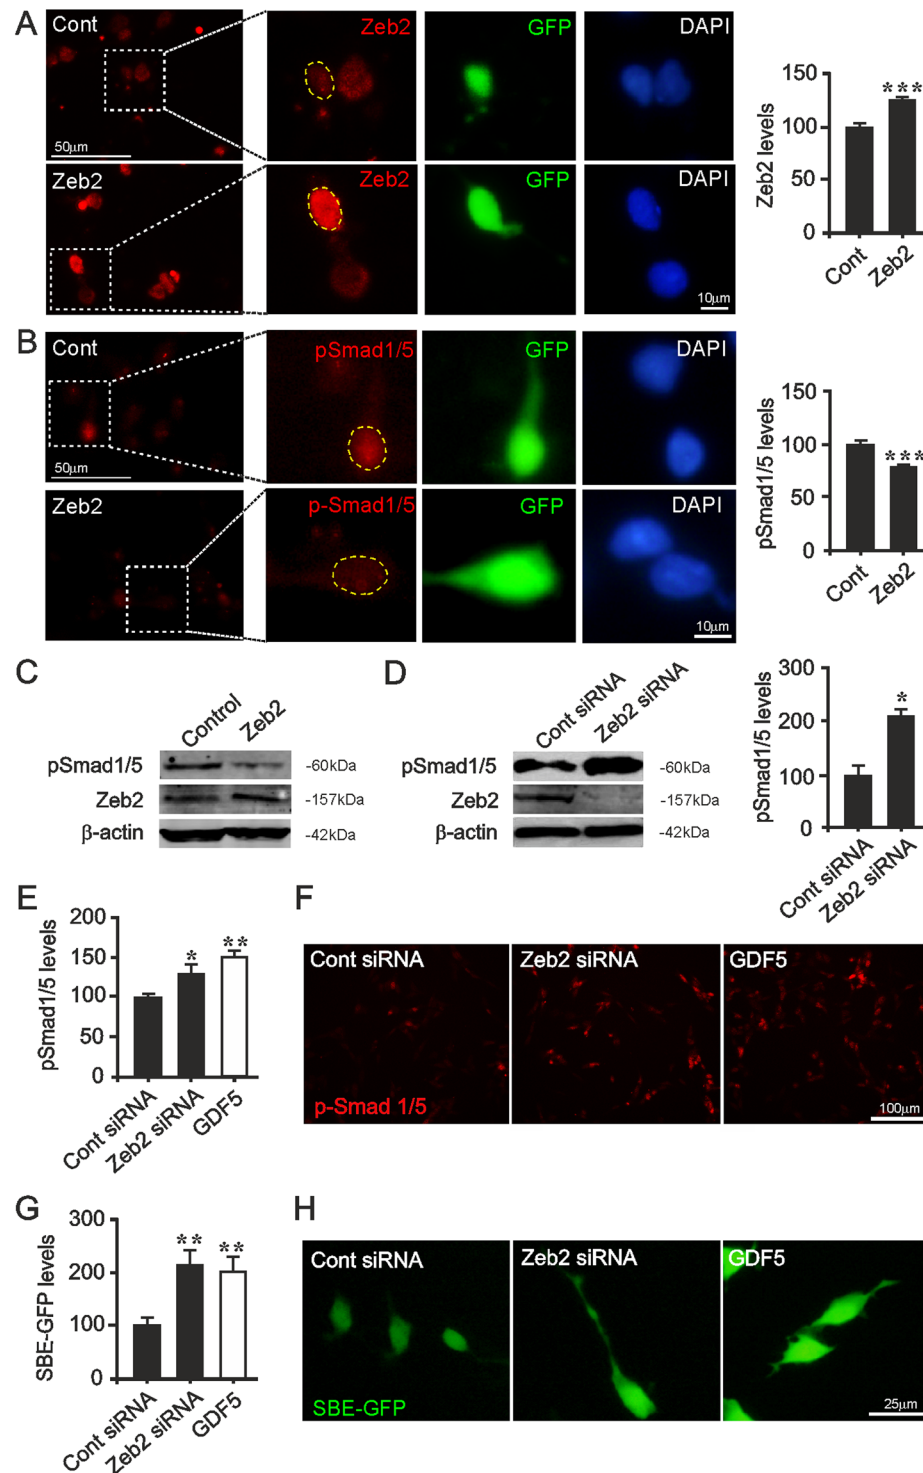 A
Cont
Zeb2
GFP
DAPI
50μm
Zeb2
Zeb2
GFP
DAPI
10μm
150
100
50
0
Zeb2 levels
***
Cont
Zeb2
B
Cont
pSmad1/5
GFP
DAPI
50μm
Zeb2
p-Smad1/5
GFP
DAPI
10μm
150
100
50
0
pSmad1/5 levels
***
Cont
Zeb2
C
Control
Zeb2
pSmad1/5
-60kDa
Zeb2
-157kDa
β-actin
-42kDa
D
Cont siRNA
Zeb2 siRNA
pSmad1/5
-60kDa
Zeb2
-157kDa
β-actin
-42kDa
300
200
100
0
pSmad1/5 levels
*
Cont siRNA
Zeb2 siRNA
E
200
150
100
50
0
pSmad1/5 levels
*
**
Cont siRNA
Zeb2 siRNA
GDF5
F
Cont siRNA
Zeb2 siRNA
GDF5
p-Smad 1/5
100μm
G
300
200
100
0
SBE-GFP levels
**
**
Cont siRNA
Zeb2 siRNA
GDF5
H
Cont siRNA
Zeb2 siRNA
GDF5
SBE-GFP
25μm